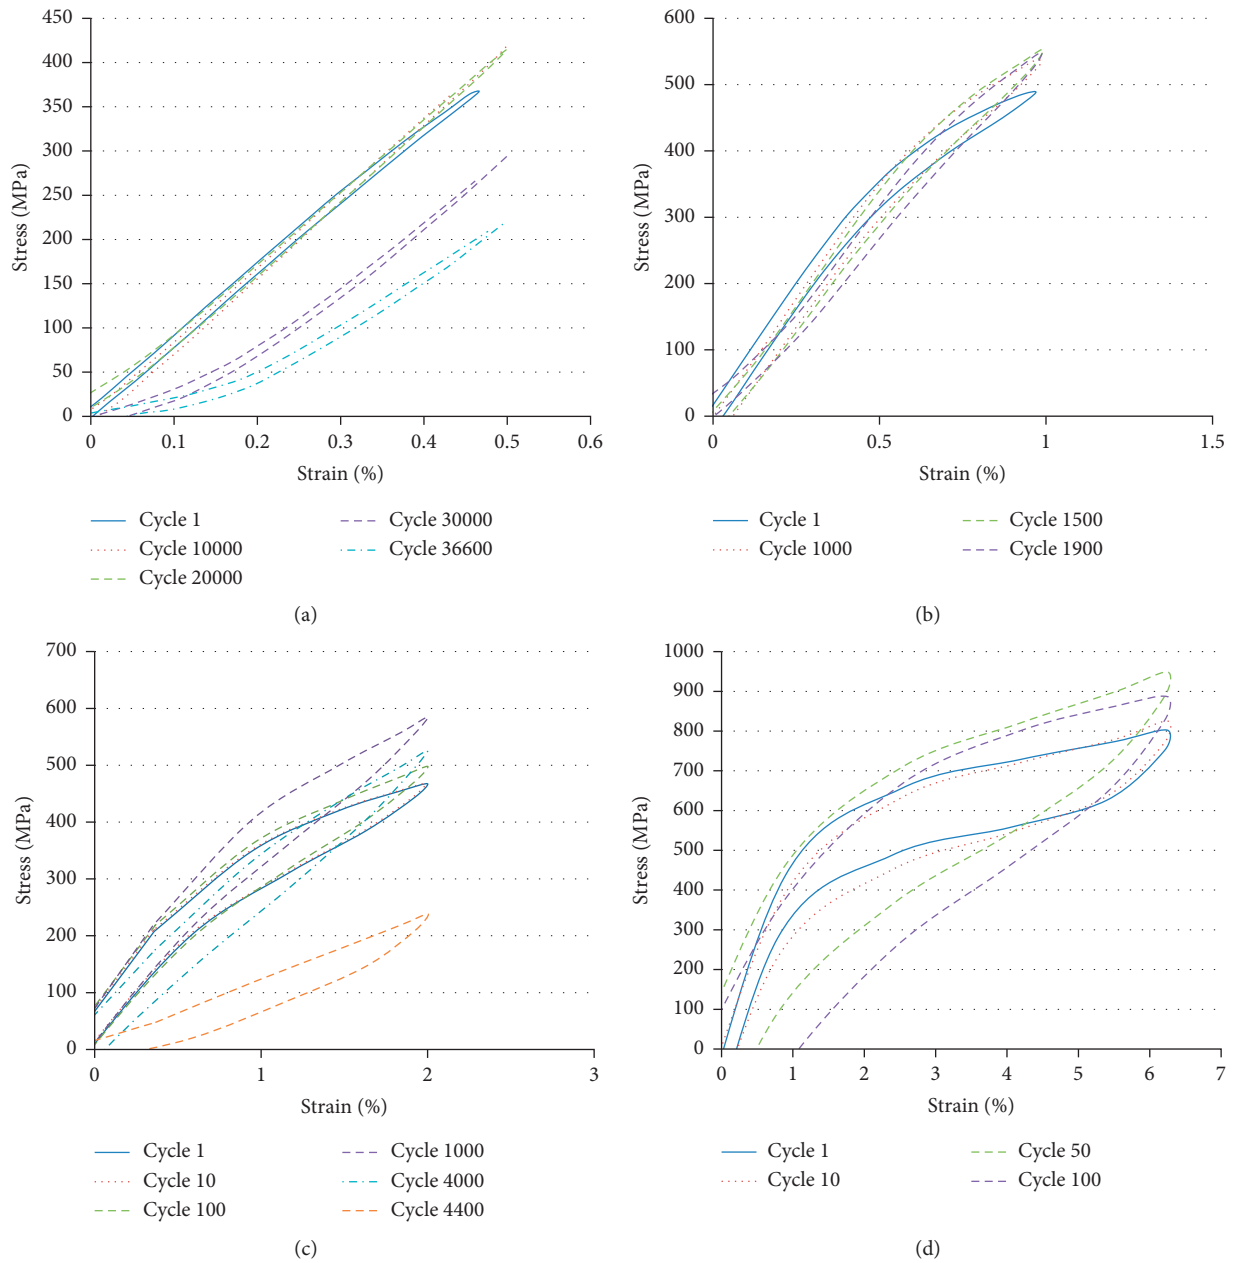 450
400
350
300
250
200
150
100
50
0
Stress (MPa)
0 0.1 0.2 0.3 0.4 0.5 0.6
Strain (%)
Cycle 1
Cycle 10000
Cycle 20000
Cycle 30000
Cycle 36600
(a)
600
500
400
300
200
100
0
Stress (MPa)
0 0.5 1 1.5
Strain (%)
Cycle 1
Cycle 1000
Cycle 1500
Cycle 1900
(b)
700
600
500
400
300
200
100
0
Stress (MPa)
0 1 2 3
Strain (%)
Cycle 1
Cycle 10
Cycle 100
Cycle 1000
Cycle 4000
Cycle 4400
(c)
1000
900
800
700
600
500
400
300
200
100
0
Stress (MPa)
0 1 2 3 4 5 6 7
Strain (%)
Cycle 1
Cycle 10
Cycle 50
Cycle 100
(d)